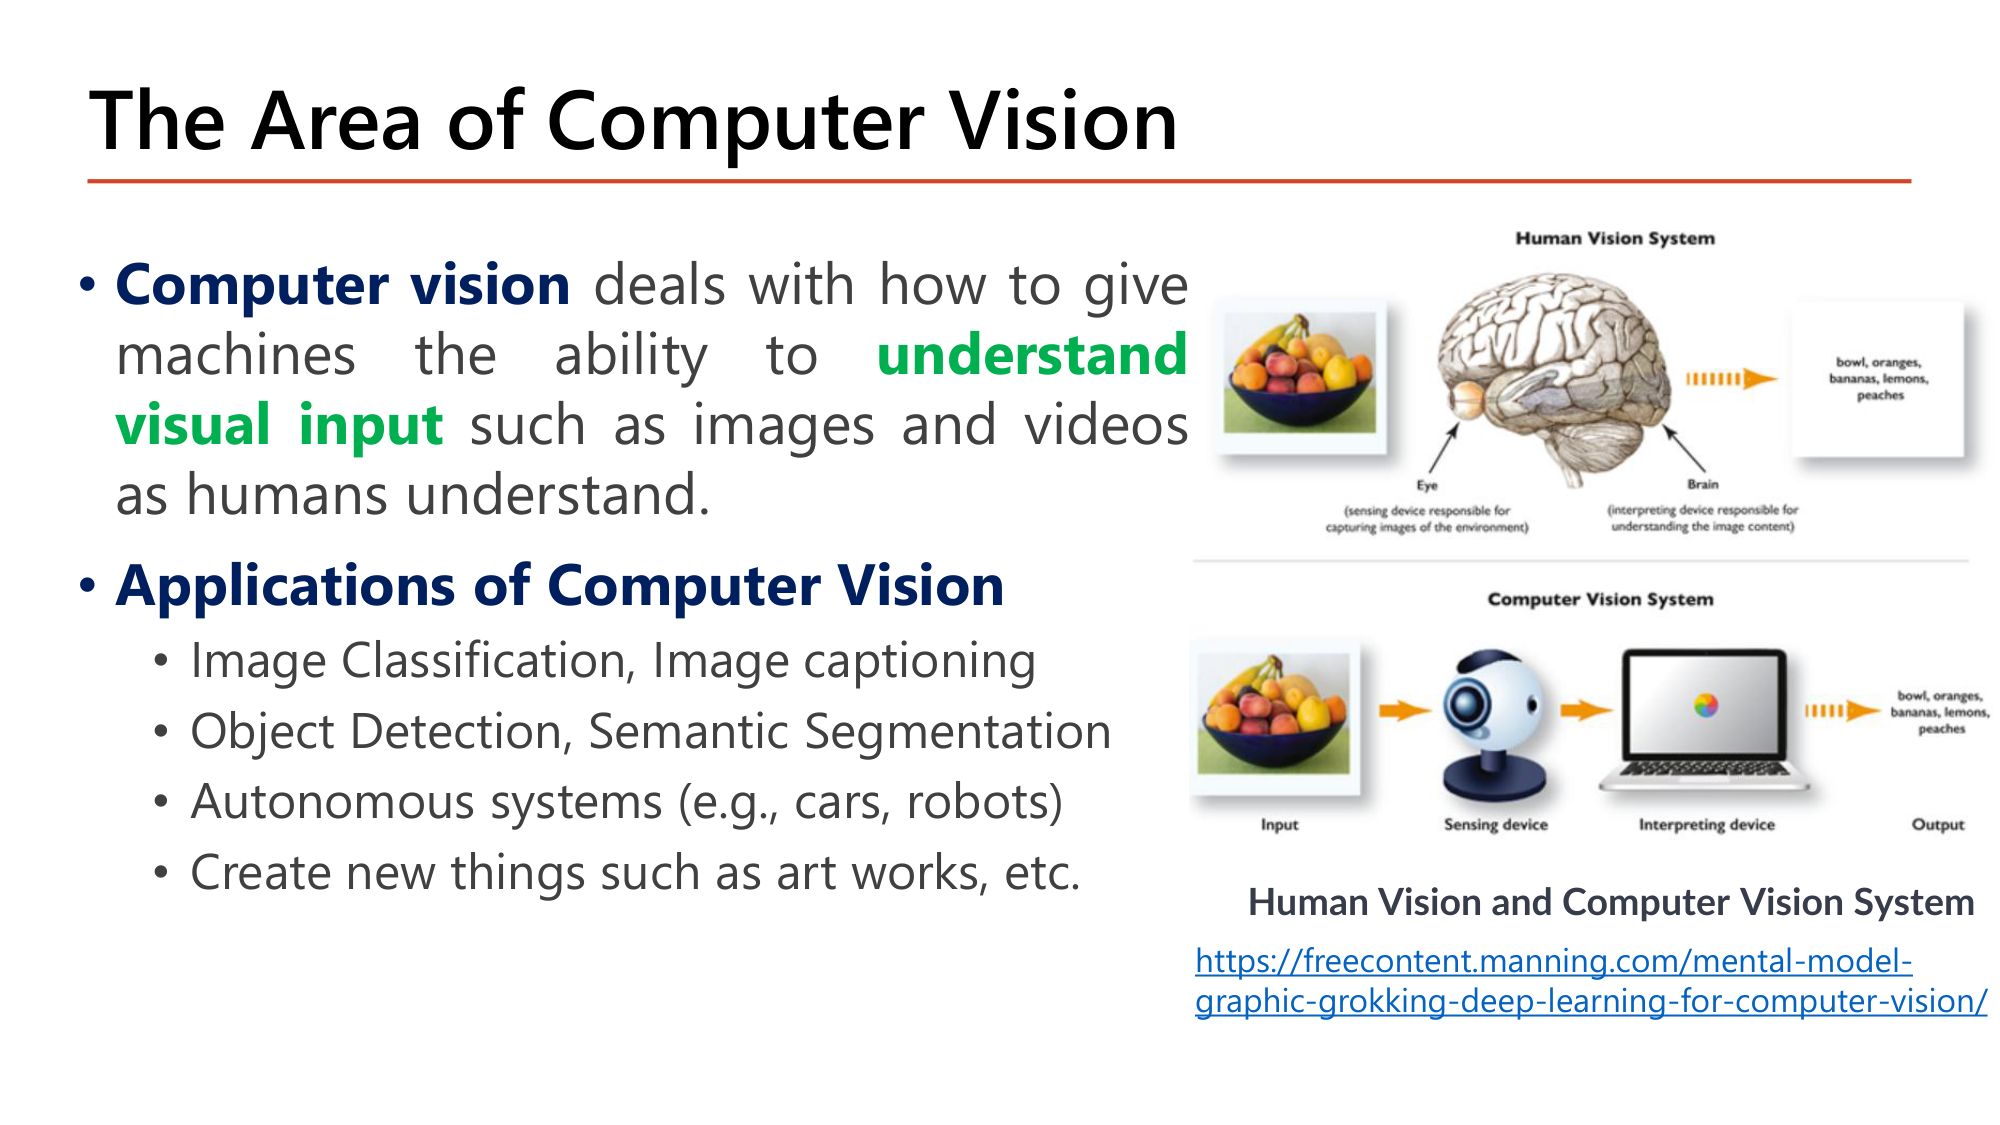 The Area of Computer Vision
• Computer vision deals with how to give
machines the ability to understand
visual input such as images and videos
as humans understand.
• Applications of Computer Vision
• Image Classification, Image captioning
• Object Detection, Semantic Segmentation
• Autonomous systems (e.g., cars, robots)
• Create new things such as art works, etc.
Human Vision System
bowl, oranges,
bananas, lemons,
peaches
Eye
(sensing device responsible for
capturing images of the environment)
Brain
(interpreting device responsible for
understanding the image content)
Computer Vision System
bowl, oranges,
bananas, lemons,
peaches
Input
Sensing device
Interpreting device
Output
Human Vision and Computer Vision System
https://freecontent.manning.com/mental-model-
graphic-grokking-deep-learning-for-computer-vision/